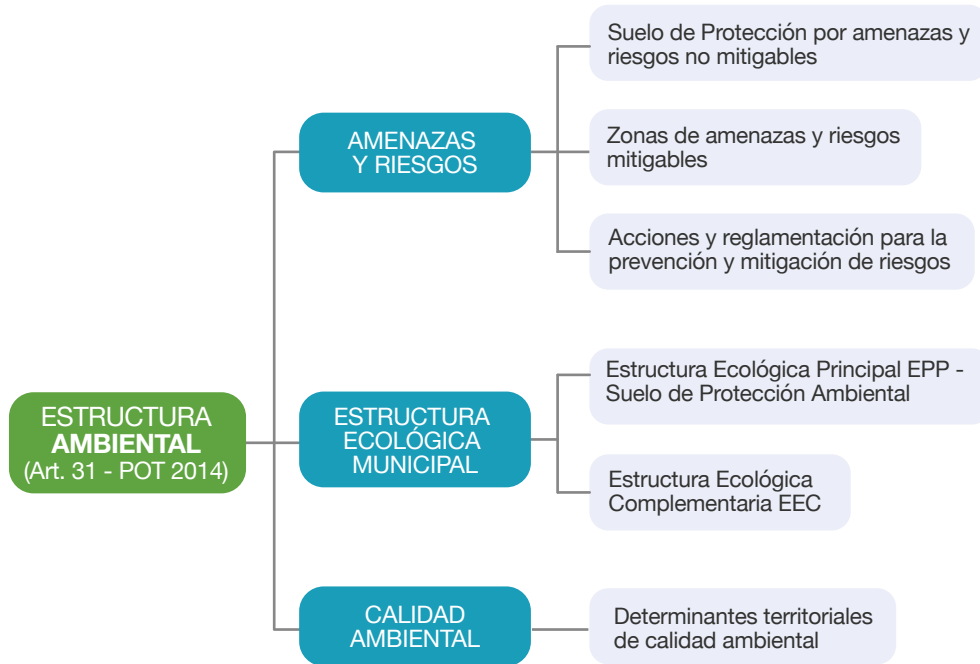 ESTRUCTURA
AMBIENTAL
(Art. 31 - POT 2014)
AMENAZAS
Y RIESGOS
Suelo de Protección por amenazas y
riesgos no mitigables
Zonas de amenazas y riesgos
mitigables
Acciones y reglamentación para la
prevención y mitigación de riesgos
ESTRUCTURA
ECOLÓGICA
MUNICIPAL
Estructura Ecológica Principal EPP -
Suelo de Protección Ambiental
Estructura Ecológica
Complementaria EEC
CALIDAD
AMBIENTAL
Determinantes territoriales
de calidad ambiental